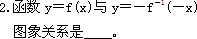 2.函数 y=f(x)与 y=-f⁻¹(-x)
图象关系是____。